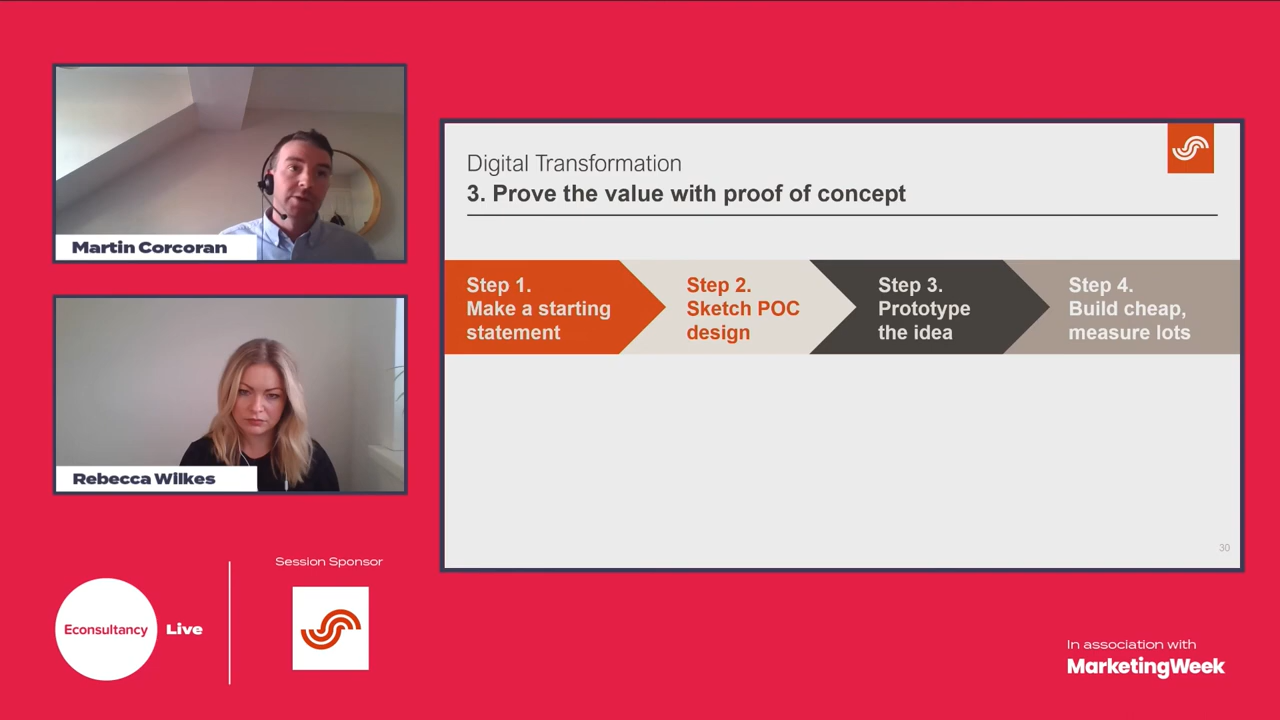 Martin Corcoran
Rebecca Wilkes
Econsultancy
Live
Session Sponsor
Digital Transformation
3. Prove the value with proof of concept
Step 1.
Make a starting
statement
Step 2.
Sketch POC
design
Step 3.
Prototype
the idea
Step 4.
Build cheap,
measure lots
30
In association with
MarketingWeek